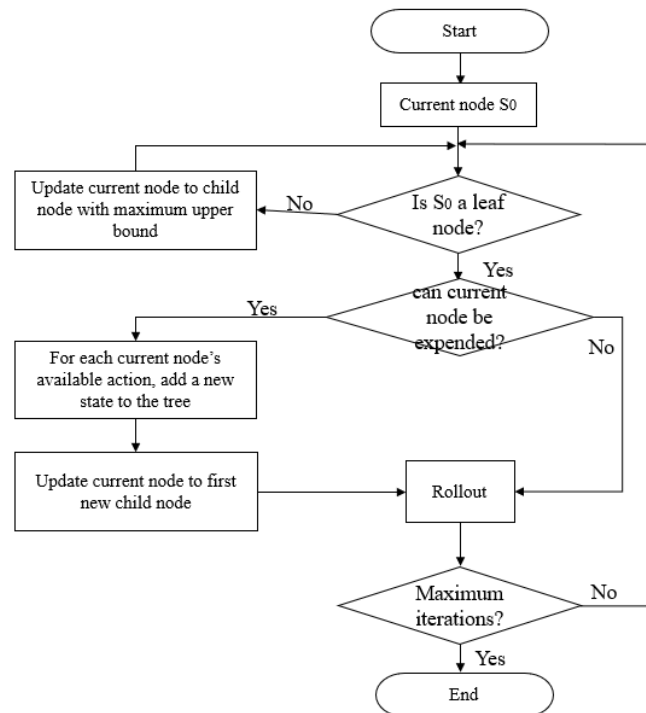 Start
Current node S0
Update current node to child
node with maximum upper
bound
No
Is S0 a leaf
node?
Yes
can current
node be
expended?
Yes
No
For each current node's
available action, add a new
state to the tree
Update current node to first
new child node
Rollout
Maximum
iterations?
No
Yes
End